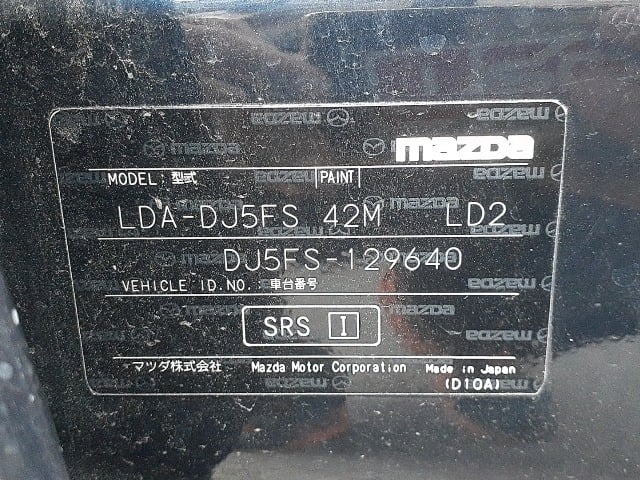 mazda
MODEL:型式 PAINT
LDA-DJ5FS 42M LD2
DJ5FS-129640
VEHICLE ID.NO. 車台番号
SRS I
マツダ株式会社 Mazda Motor Corporation Made in Japan
(D10A)